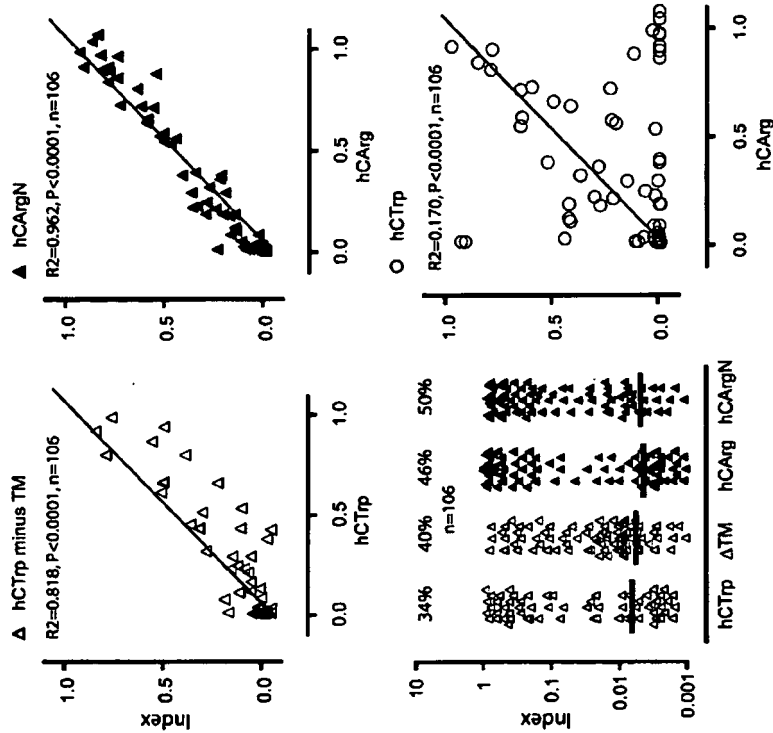 △ hCTrp minus TM
R2=0.818, P<0.0001, n=106
Index
1.0
0.5
0.0
0.0
0.5
1.0
hCTrp
▲ hCArgN
R2=0.962, P<0.0001, n=106
1.0
0.5
0.0
0.0
0.5
1.0
hCArg
34%
40%
46%
50%
n=106
Index
10
1
0.1
0.01
0.001
hCTrp
ΔTM
hCArg
hCArgN
○ hCTrp
R2=0.170, P<0.0001, n=106
1.0
0.5
0.0
0.0
0.5
1.0
hCArg